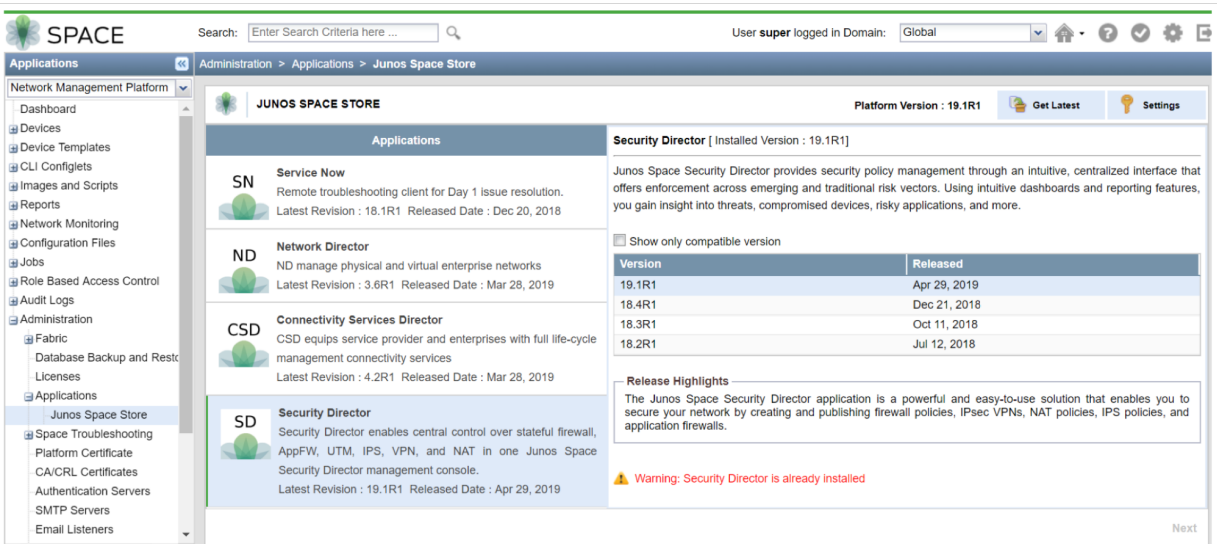 SPACE
Search: Enter Search Criteria here ...
User super logged in Domain: Global
Applications
Administration > Applications > Junos Space Store
Network Management Platform
Dashboard
Devices
Device Templates
CLI Configlets
Images and Scripts
Reports
Network Monitoring
Configuration Files
Jobs
Role Based Access Control
Audit Logs
Administration
Fabric
Database Backup and Resto
Licenses
Applications
Junos Space Store
Space Troubleshooting
Platform Certificate
CA/CRL Certificates
Authentication Servers
SMTP Servers
Email Listeners
JUNOS SPACE STORE
Platform Version : 19.1R1
Get Latest
Settings
Applications
SN
Service Now
Remote troubleshooting client for Day 1 issue resolution.
Latest Revision : 18.1R1 Released Date : Dec 20, 2018
ND
Network Director
ND manage physical and virtual enterprise networks
Latest Revision : 3.6R1 Released Date : Mar 28, 2019
CSD
Connectivity Services Director
CSD equips service provider and enterprises with full life-cycle
management connectivity services
Latest Revision : 4.2R1 Released Date : Mar 28, 2019
SD
Security Director
Security Director enables central control over stateful firewall,
AppFW, UTM, IPS, VPN, and NAT in one Junos Space
Security Director management console.
Latest Revision : 19.1R1 Released Date : Apr 29, 2019
Security Director [ Installed Version : 19.1R1]
Junos Space Security Director provides security policy management through an intuitive, centralized interface that
offers enforcement across emerging and traditional risk vectors. Using intuitive dashboards and reporting features,
you gain insight into threats, compromised devices, risky applications, and more.
Show only compatible version
Version Released
19.1R1 Apr 29, 2019
18.4R1 Dec 21, 2018
18.3R1 Oct 11, 2018
18.2R1 Jul 12, 2018
Release Highlights
The Junos Space Security Director application is a powerful and easy-to-use solution that enables you to
secure your network by creating and publishing firewall policies, IPsec VPNs, NAT policies, IPS policies, and
application firewalls.
Warning: Security Director is already installed
Next